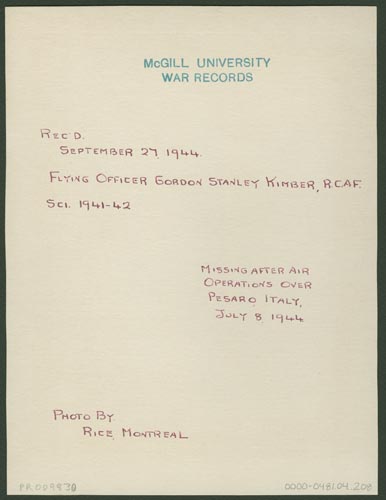 McGILL UNIVERSITY
WAR RECORDS
REC'D.
SEPTEMBER 27, 1944.
FLYING OFFICER GORDON STANLEY KIMBER, R.C.A.F.
SCI. 1941-42
MISSING AFTER AIR
OPERATIONS OVER
PESARO, ITALY,
JULY 8, 1944
PHOTO BY
RICE, MONTREAL
0000-0481.04.208